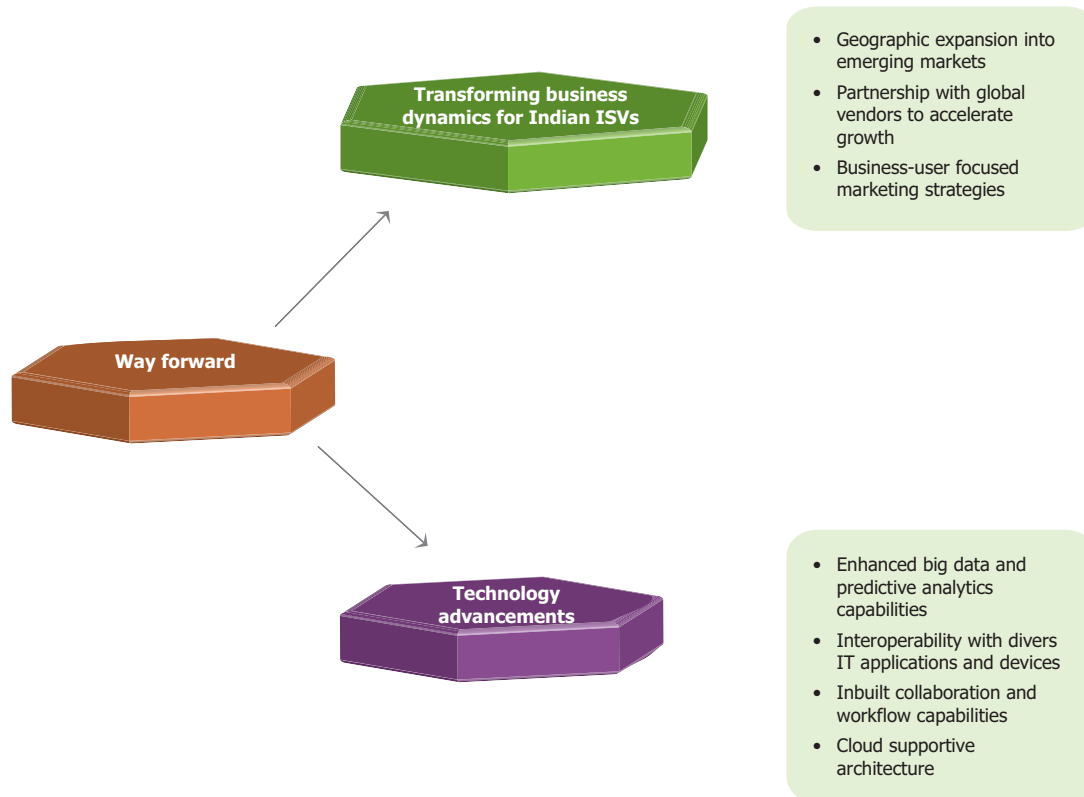 Transforming business
dynamics for Indian ISVs
• Geographic expansion into
emerging markets
• Partnership with global
vendors to accelerate
growth
• Business-user focused
marketing strategies
Way forward
Technology
advancements
• Enhanced big data and
predictive analytics
capabilities
• Interoperability with divers
IT applications and devices
• Inbuilt collaboration and
workflow capabilities
• Cloud supportive
architecture